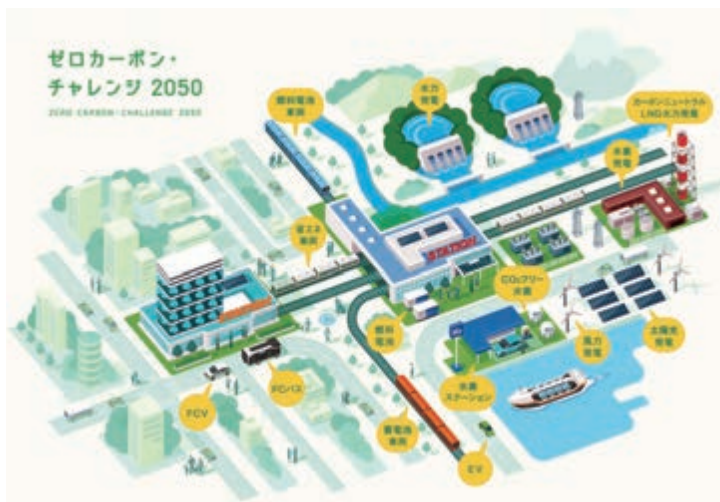 ゼロカーボン・
チャレンジ 2050
ZERO CARBON・CHALLENGE 2050
燃料電池
車両
水力
発電
カーボンニュートラル
LNG火力発電
水素
発電
省エネ
車両
STATION
CO₂フリー
水素
燃料
電池
水素
ステーション
風力
発電
太陽光
発電
FCV
FCバス
蓄電池
車両
EV